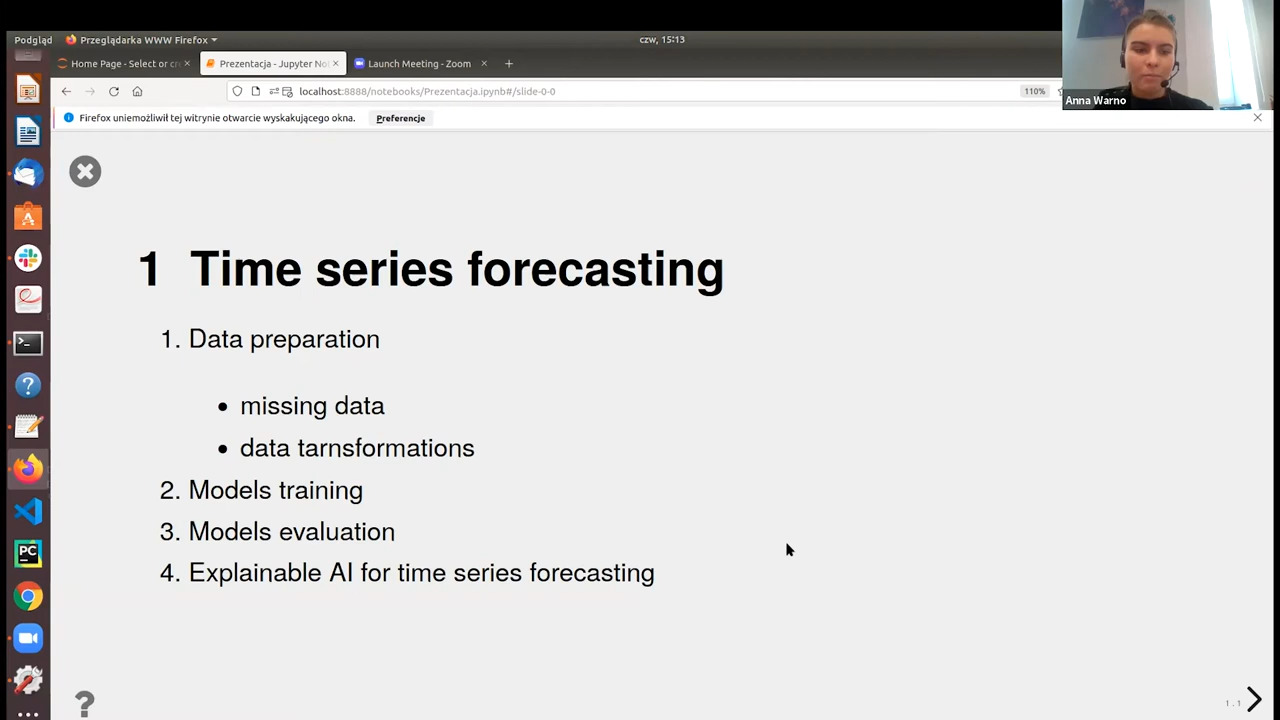 Podgląd
Przeglądarka WWW Firefox
czw, 15:13
Home Page - Select or cr
Prezentacja - Jupyter No
Launch Meeting - Zoom
localhost:8888/notebooks/Prezentacja.ipynb#/slide-0-0
110%
Anna Warno
Firefox uniemożliwił tej witrynie otwarcie wyskakującego okna.
Preferencje
1 Time series forecasting
1. Data preparation
• missing data
• data tarnsformations
2. Models training
3. Models evaluation
4. Explainable AI for time series forecasting
PC
?
1.1